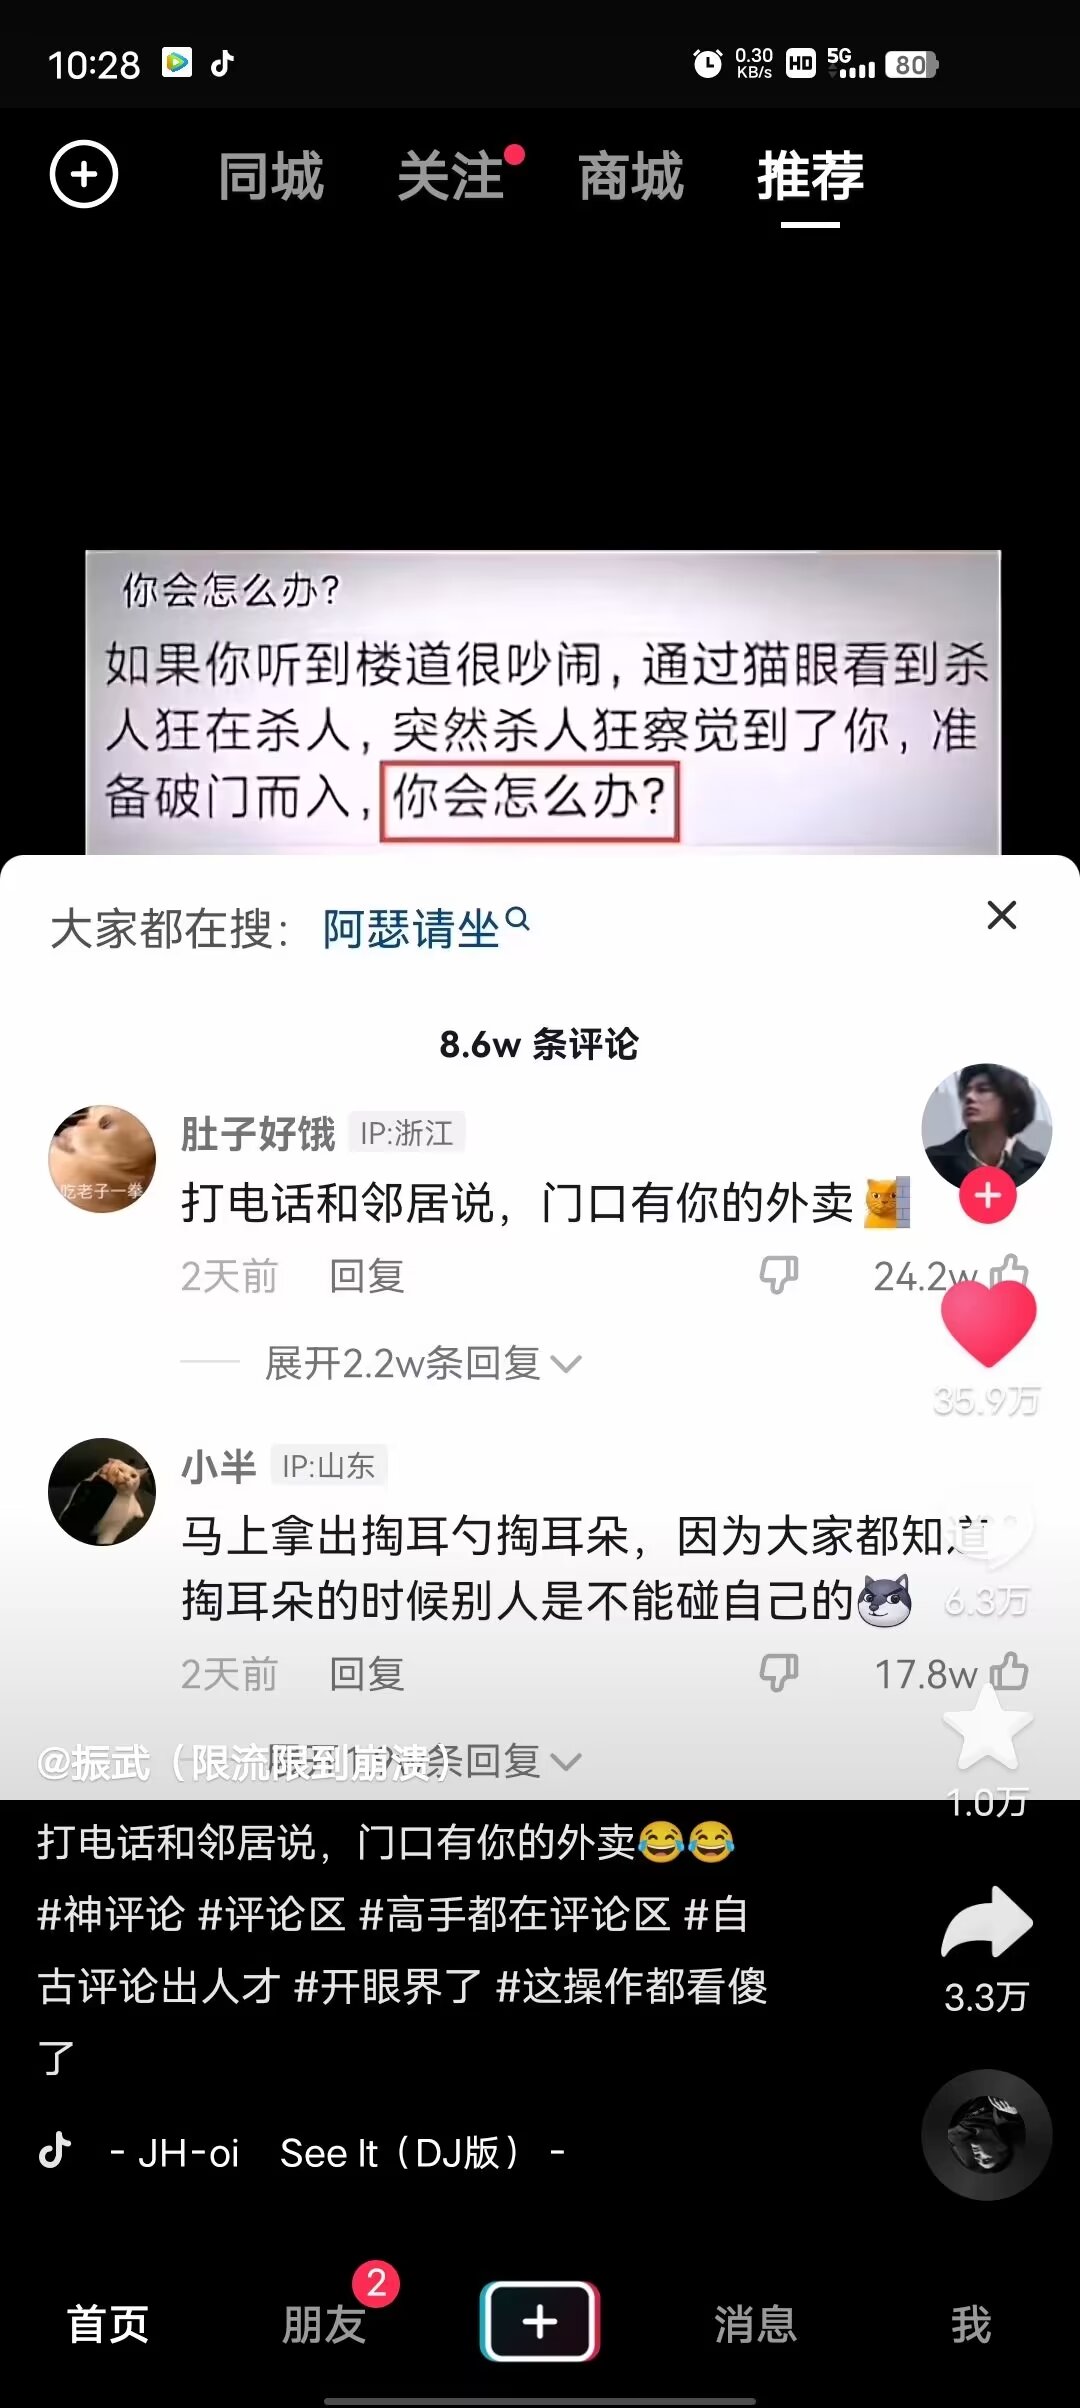 10:28
0.30
KB/s
HD
5G
80
同城 关注 商城 推荐
你会怎么办?
如果你听到楼道很吵闹，通过猫眼看到杀
人狂在杀人，突然杀人狂察觉到了你，准
备破门而入，你会怎么办?
大家都在搜： 阿瑟请坐
8.6w 条评论
肚子好饿 IP:浙江
吃老子一拳
打电话和邻居说，门口有你的外卖
2天前 回复 24.2w
展开2.2w条回复
35.9万
小半 IP:山东
马上拿出掏耳勺掏耳朵，因为大家都知道
掏耳朵的时候别人是不能碰自己的
6.3万
2天前 回复 17.8w
@振武（限流限到崩溃）
条回复
1.0万
打电话和邻居说，门口有你的外卖😂😂
#神评论 #评论区 #高手都在评论区 #自
古评论出人才 #开眼界了 #这操作都看傻
了
3.3万
- JH-oi See It（DJ版） -
首页 朋友 2 消息 我